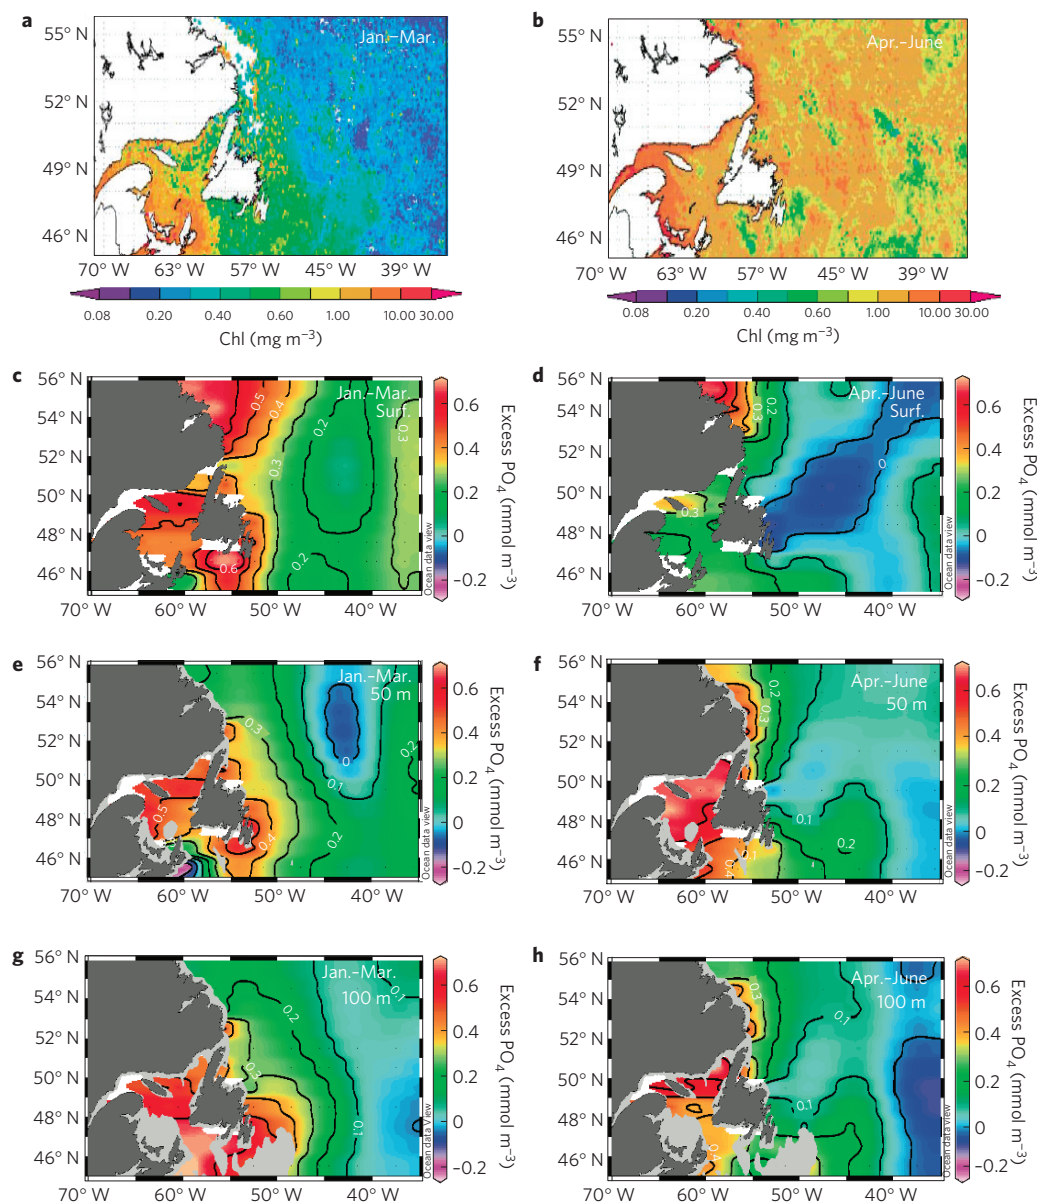 a
Jan.–Mar.
55° N
52° N
49° N
46° N
70° W 63° W 57° W 45 W 39° W
0.08 0.20 0.40 0.60 1.00 10.00 30.00
Chl (mg m⁻³)
b
Apr.–June
55° N
52° N
49° N
46° N
70° W 63° W 57° W 45° W 39° W
0.08 0.20 0.40 0.60 1.00 10.00 30.00
Chl (mg m⁻³)
c
Jan.–Mar.
Surf.
56° N
54° N
52° N
50° N
48° N
46° N
70° W 60° W 50° W 40° W
0.5 0.4 0.2 0.3 0.3 0.2 0.6
Ocean data view
0.6
0.4
0.2
0
−0.2
Excess PO₄ (mmol m⁻³)
d
Apr.–June
Surf.
56° N
54° N
52° N
50° N
48° N
46° N
70° W 60° W 50° W 40° W
0.2 0.3 0 0.3
Ocean data view
0.6
0.4
0.2
0
−0.2
Excess PO₄ (mmol m⁻³)
e
Jan.–Mar.
50 m
56° N
54° N
52° N
50° N
48° N
46° N
70° W 60° W 50° W 40° W
0.3 0 0.1 0.2 0.5 0.4 0.2
Ocean data view
0.6
0.4
0.2
0
−0.2
Excess PO₄ (mmol m⁻³)
f
Apr.–June
50 m
56° N
54° N
52° N
50° N
48° N
46° N
70° W 60° W 50° W 40° W
0.2 0.3 0.1 0.2 0.1 0.4
Ocean data view
0.6
0.4
0.2
0
−0.2
Excess PO₄ (mmol m⁻³)
g
Jan.–Mar.
100 m
56° N
54° N
52° N
50° N
48° N
46° N
70° W 60° W 50° W 40° W
0.2 0.1 0.3 0.1
Ocean data View
0.6
0.4
0.2
0
−0.2
Excess PO₄ (mmol m⁻³)
h
Apr.–June
100 m
56° N
54° N
52° N
50° N
48° N
46° N
70° W 60° W 50° W 40° W
0.3 0.1 0.1 0.4
Ocean data view
0.6
0.4
0.2
0
−0.2
Excess PO₄ (mmol m⁻³)